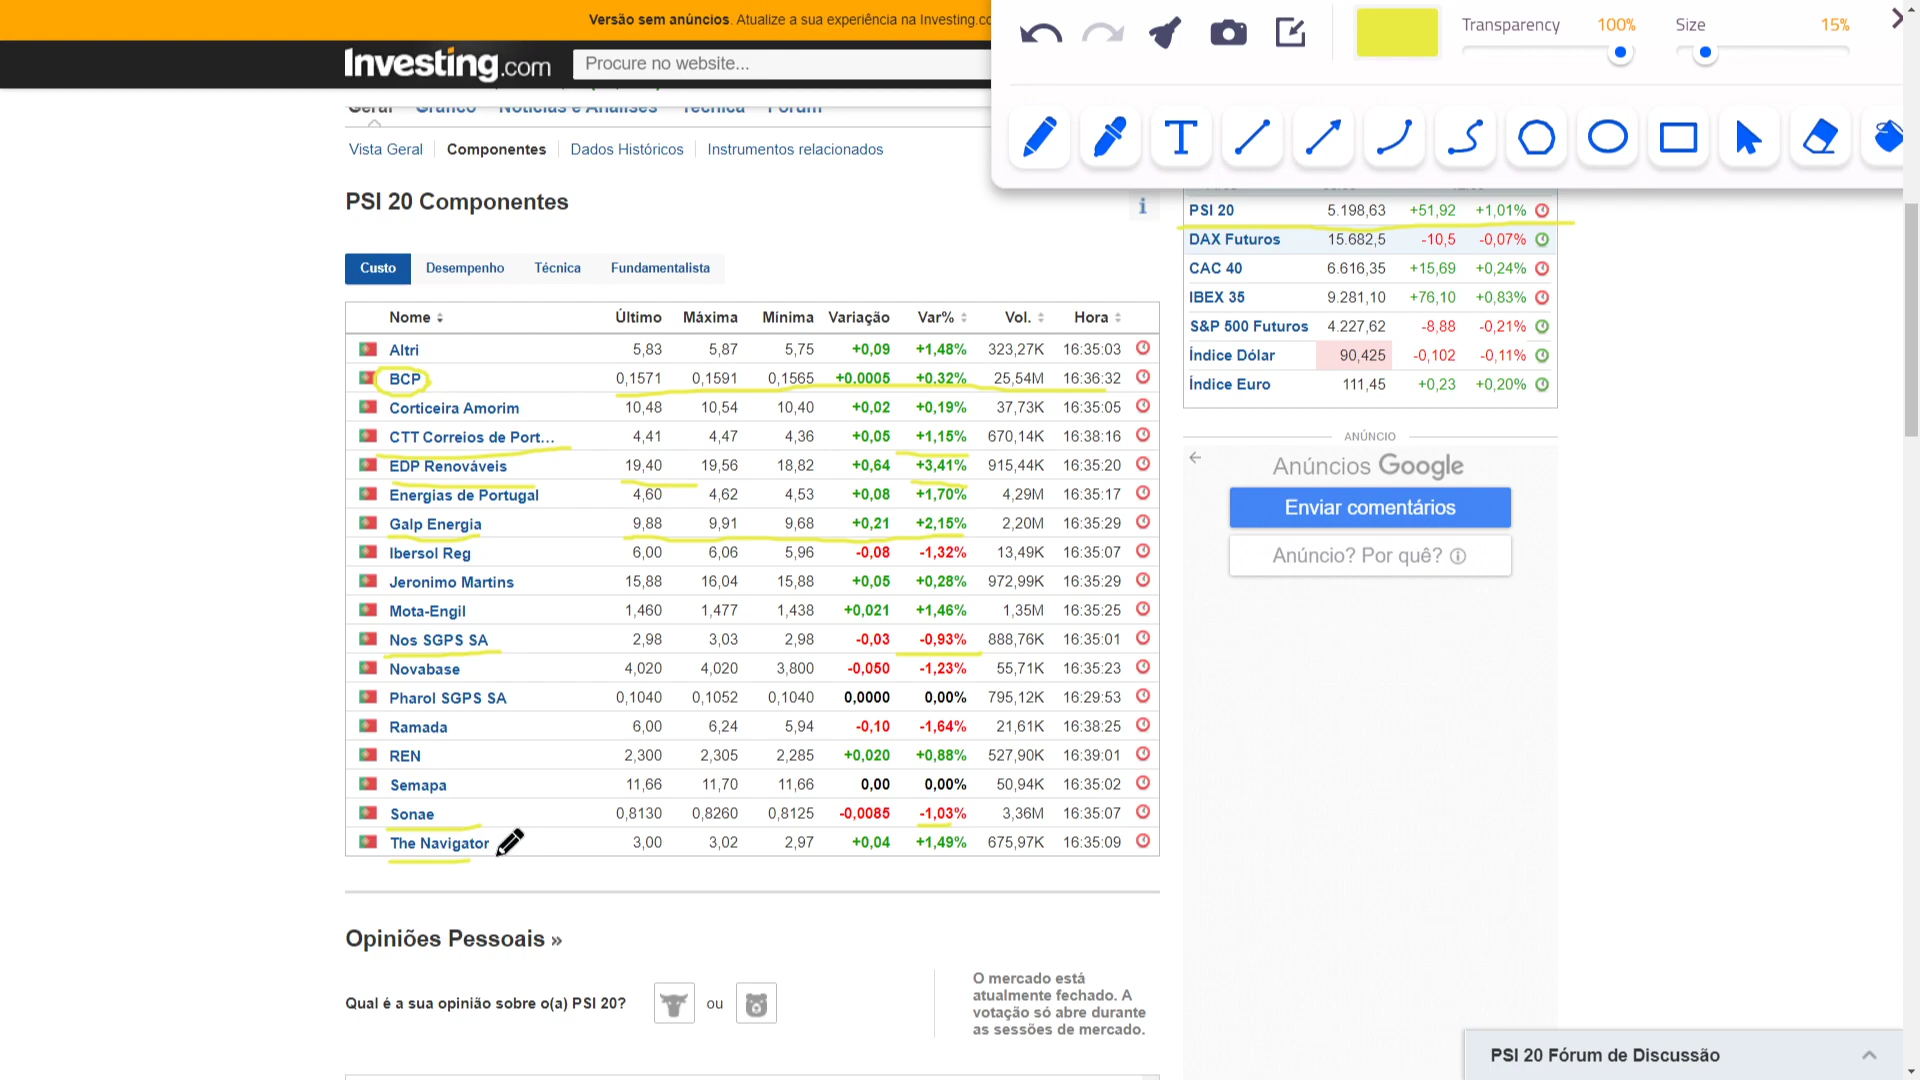 Versão sem anúncios. Atualize a sua experiência na Investing.co
Transparency 100% Size 15%
Investing.com Procure no website...
Geral Gráfico Notícias e Análises Técnica Fórum
Vista Geral Componentes Dados Históricos Instrumentos relacionados
PSI 20 Componentes
Custo Desempenho Técnica Fundamentalista
Nome Último Máxima Mínima Variação Var% Vol. Hora
Altri 5,83 5,87 5,75 +0,09 +1,48% 323,27K 16:35:03
BCP 0,1571 0,1591 0,1565 +0,0005 +0,32% 25,54M 16:36:32
Corticeira Amorim 10,48 10,54 10,40 +0,02 +0,19% 37,73K 16:35:05
CTT Correios de Port... 4,41 4,47 4,36 +0,05 +1,15% 670,14K 16:38:16
EDP Renováveis 19,40 19,56 18,82 +0,64 +3,41% 915,44K 16:35:20
Energias de Portugal 4,60 4,62 4,53 +0,08 +1,70% 4,29M 16:35:17
Galp Energia 9,88 9,91 9,68 +0,21 +2,15% 2,20M 16:35:29
Ibersol Reg 6,00 6,06 5,96 -0,08 -1,32% 13,49K 16:35:07
Jeronimo Martins 15,88 16,04 15,88 +0,05 +0,28% 972,99K 16:35:29
Mota-Engil 1,460 1,477 1,438 +0,021 +1,46% 1,35M 16:35:25
Nos SGPS SA 2,98 3,03 2,98 -0,03 -0,93% 888,76K 16:35:01
Novabase 4,020 4,020 3,800 -0,050 -1,23% 55,71K 16:35:23
Pharol SGPS SA 0,1040 0,1052 0,1040 0,0000 0,00% 795,12K 16:29:53
Ramada 6,00 6,24 5,94 -0,10 -1,64% 21,61K 16:38:25
REN 2,300 2,305 2,285 +0,020 +0,88% 527,90K 16:39:01
Semapa 11,66 11,70 11,66 0,00 0,00% 50,94K 16:35:02
Sonae 0,8130 0,8260 0,8125 -0,0085 -1,03% 3,36M 16:35:07
The Navigator 3,00 3,02 2,97 +0,04 +1,49% 675,97K 16:35:09
Opiniões Pessoais »
Qual é a sua opinião sobre o(a) PSI 20? ou
O mercado está
atualmente fechado. A
votação só abre durante
as sessões de mercado.
PSI 20 5.198,63 +51,92 +1,01%
DAX Futuros 15.682,5 -10,5 -0,07%
CAC 40 6.616,35 +15,69 +0,24%
IBEX 35 9.281,10 +76,10 +0,83%
S&P 500 Futuros 4.227,62 -8,88 -0,21%
Índice Dólar 90,425 -0,102 -0,11%
Índice Euro 111,45 +0,23 +0,20%
ANÚNCIO
Anúncios Google
Enviar comentários
Anúncio? Por quê?
PSI 20 Fórum de Discussão